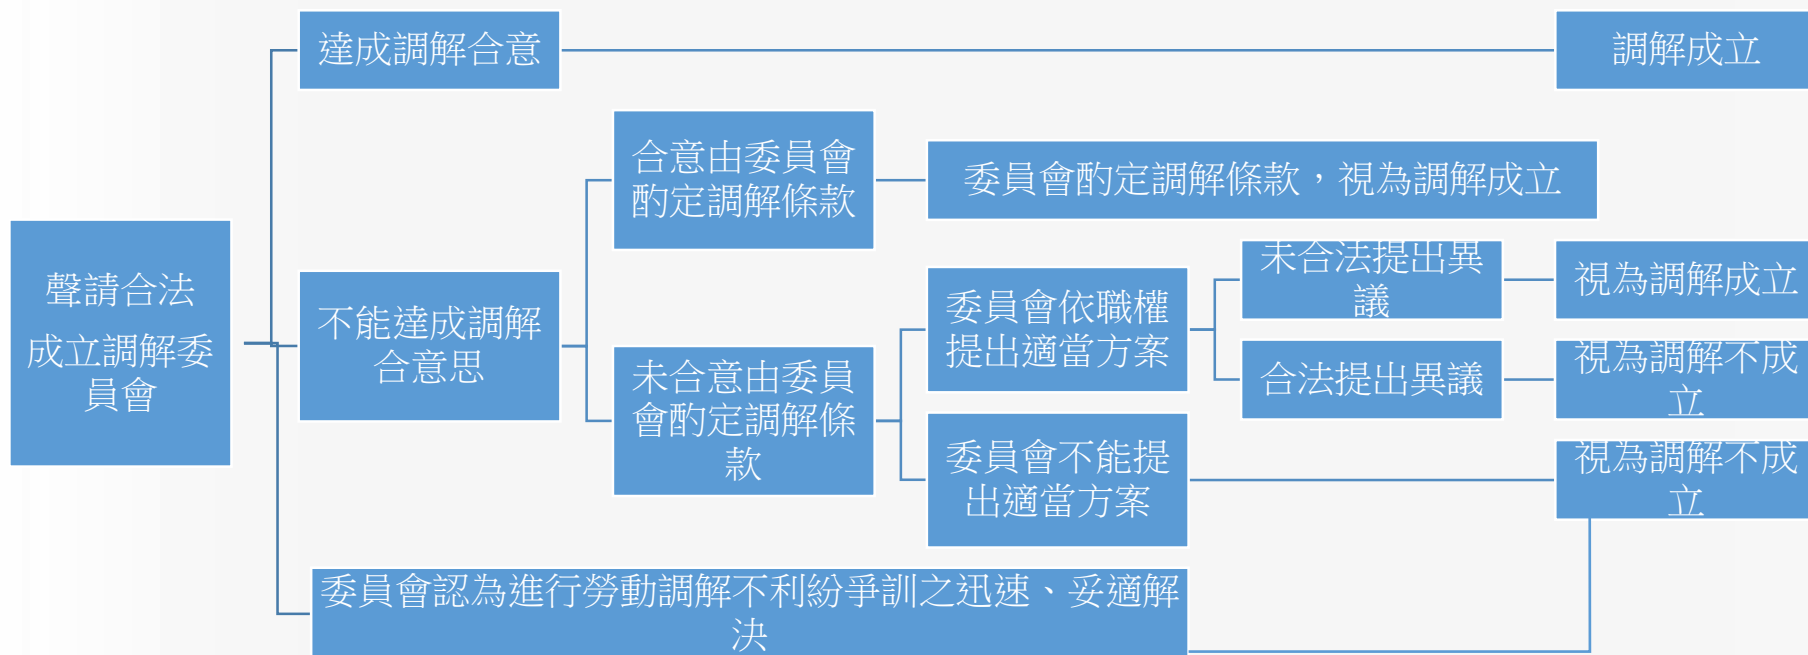 達成調解合意
調解成立
合意由委員會
酌定調解條款
委員會酌定調解條款，視為調解成立
聲請合法
成立調解委
員會
不能達成調解
合意思
未合意由委員
會酌定調解條
款
委員會依職權
提出適當方案
未合法提出異
議
視為調解成立
合法提出異議
視為調解不成
立
委員會不能提
出適當方案
視為調解不成
立
委員會認為進行勞動調解不利紛爭訓之迅速、妥適解
決